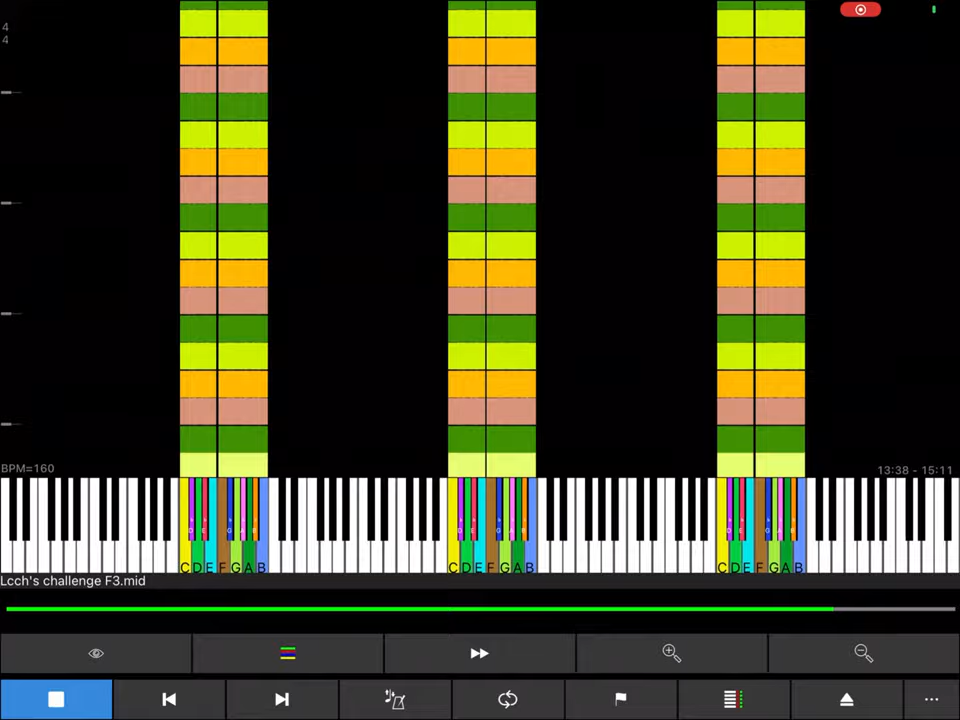 4
4
BPM=160
13:38 - 15:11
C D E F G A B C D E F G A B C D E F G A B
Lcch's challenge F3.mid